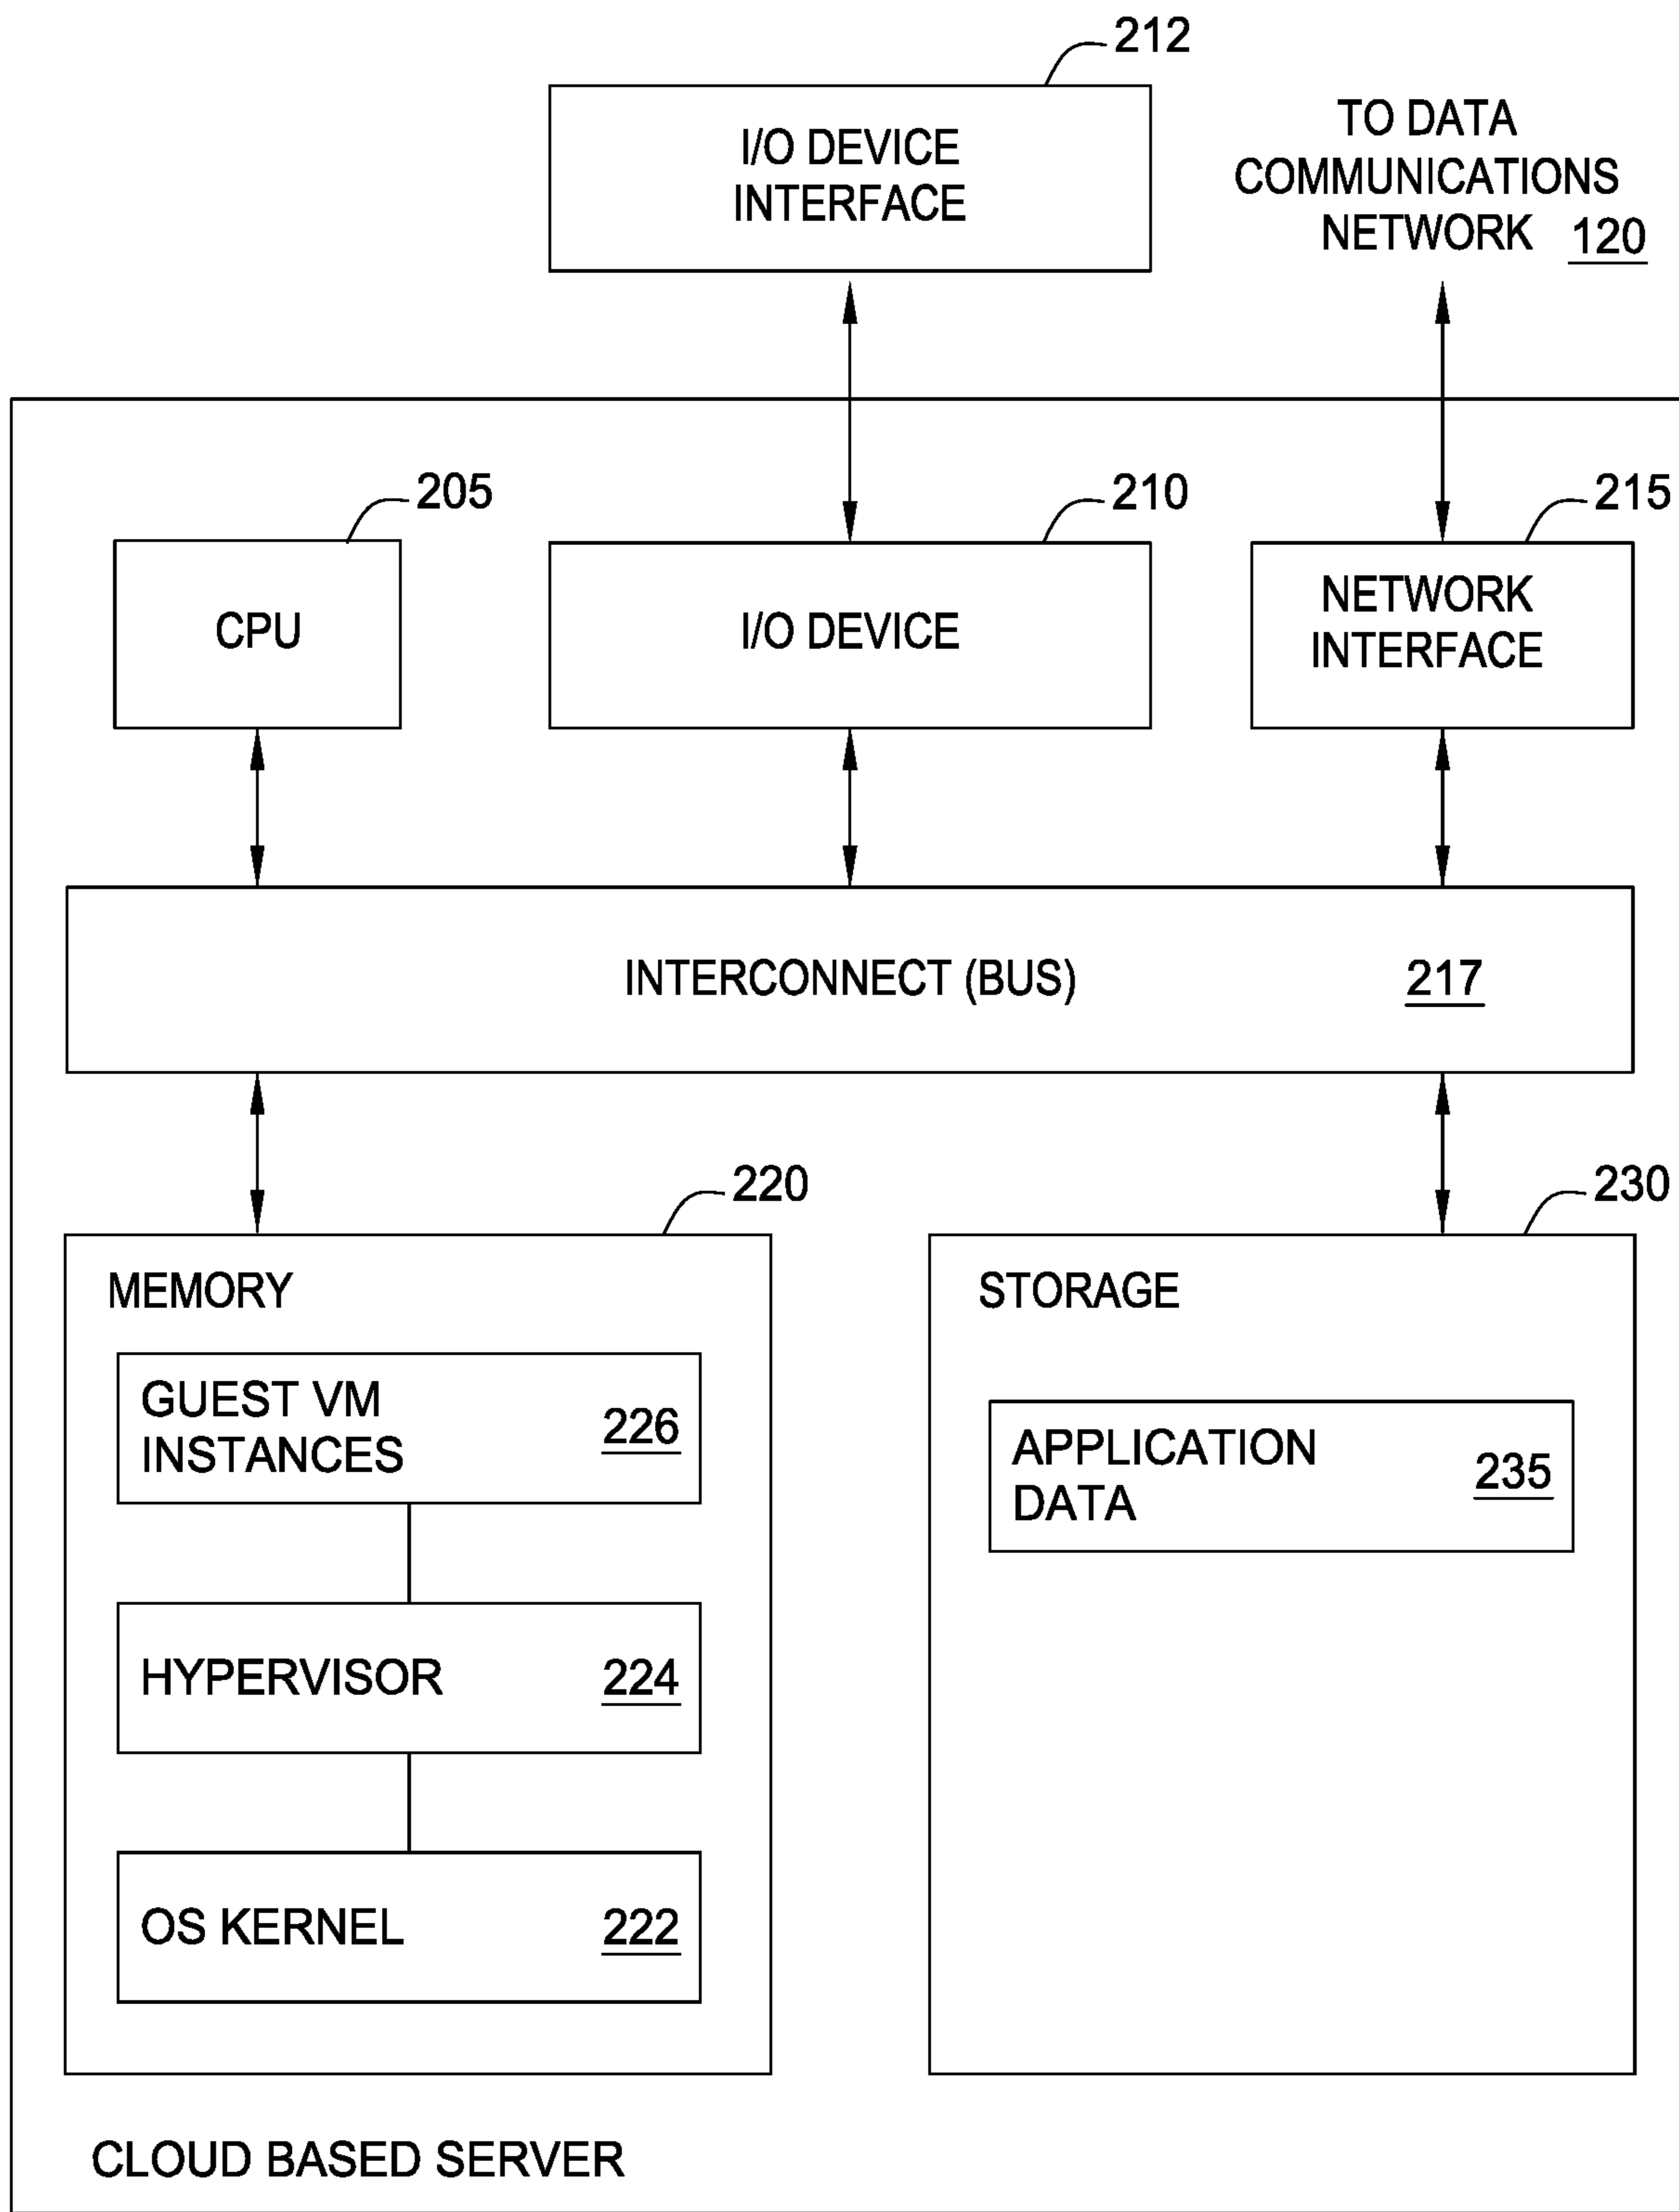 212
I/O DEVICE
INTERFACE
TO DATA
COMMUNICATIONS
NETWORK 120
205
210
215
CPU
I/O DEVICE
NETWORK
INTERFACE
INTERCONNECT (BUS) 217
220
230
MEMORY
GUEST VM
INSTANCES
226
HYPERVISOR 224
OS KERNEL 222
STORAGE
APPLICATION
DATA
235
CLOUD BASED SERVER